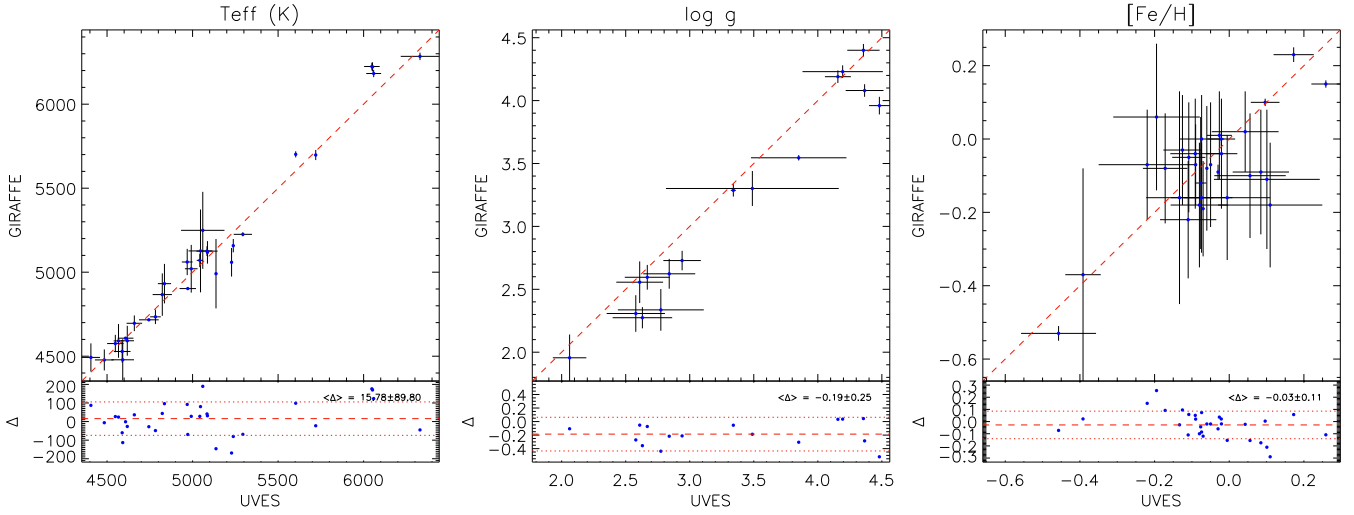 Teff (K)
6000
5500
5000
4500
GIRAFFE
<Δ> = 15.78±89.80
200
100
0
−100
−200
Δ
4500 5000 5500 6000
UVES
log g
4.5
4.0
3.5
3.0
2.5
2.0
GIRAFFE
<Δ> = −0.19±0.25
0.4
0.2
0.0
−0.2
−0.4
Δ
2.0 2.5 3.0 3.5 4.0 4.5
UVES
[Fe/H]
0.2
0.0
−0.2
−0.4
−0.6
GIRAFFE
<Δ> = −0.03±0.11
0.3
0.2
0.1
0.0
−0.1
−0.2
−0.3
Δ
−0.6 −0.4 −0.2 −0.0 0.2
UVES